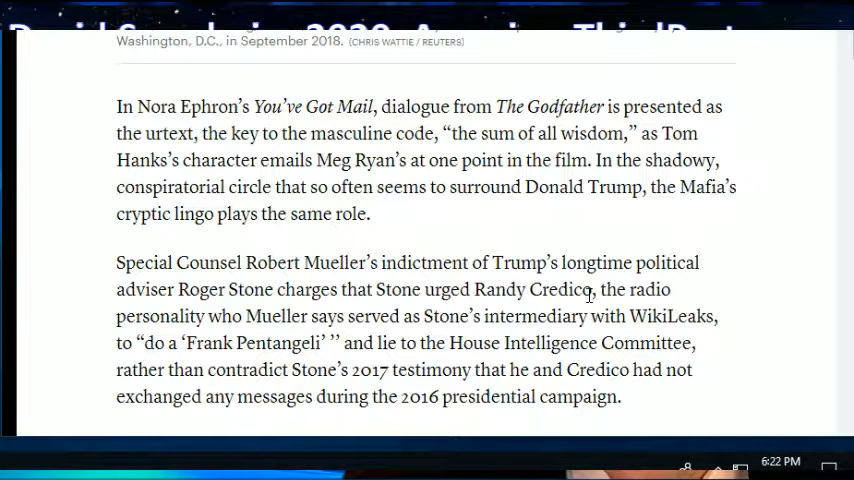 Washington, D.C., in September 2018. (CHRIS WATTIE / REUTERS)
In Nora Ephron’s You’ve Got Mail, dialogue from The Godfather is presented as
the urtext, the key to the masculine code, “the sum of all wisdom,” as Tom
Hanks’s character emails Meg Ryan’s at one point in the film. In the shadowy,
conspiratorial circle that so often seems to surround Donald Trump, the Mafia’s
cryptic lingo plays the same role.
Special Counsel Robert Mueller’s indictment of Trump’s longtime political
adviser Roger Stone charges that Stone urged Randy Credico, the radio
personality who Mueller says served as Stone’s intermediary with WikiLeaks,
to “do a ‘Frank Pentangeli’ ” and lie to the House Intelligence Committee,
rather than contradict Stone’s 2017 testimony that he and Credico had not
exchanged any messages during the 2016 presidential campaign.
6:22 PM